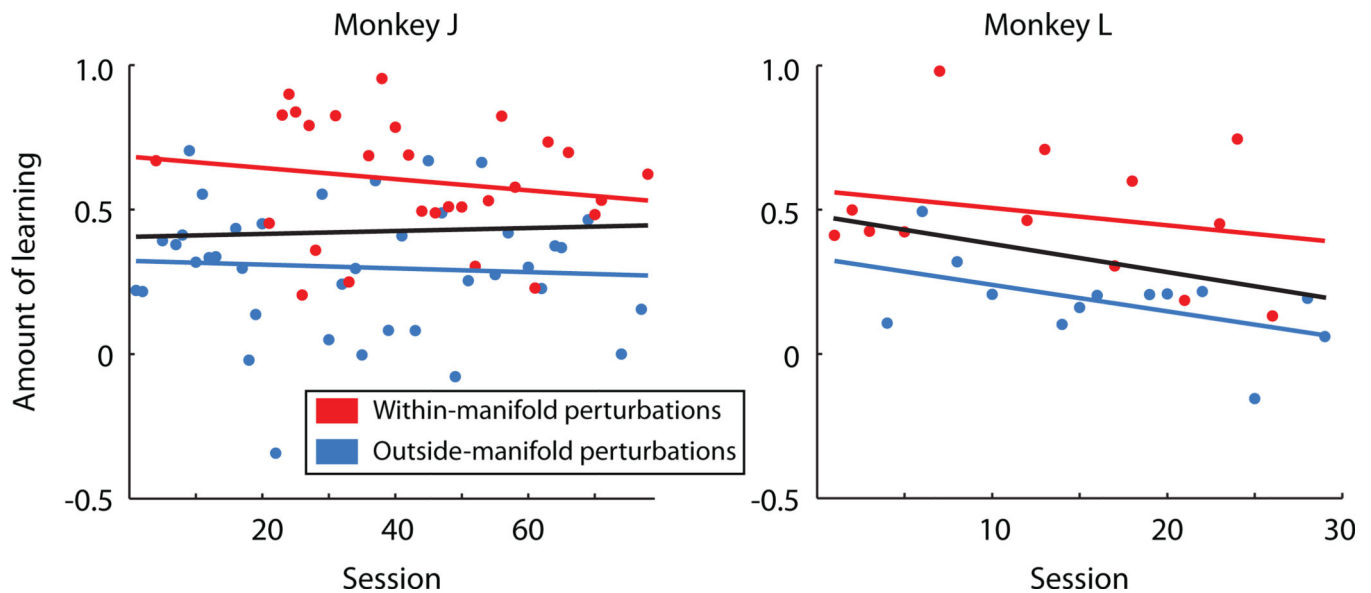 Monkey J
Monkey L
Amount of learning
1.0
0.5
0
-0.5
20
40
60
Session
Within-manifold perturbations
Outside-manifold perturbations
1.0
0.5
0
-0.5
10
20
30
Session